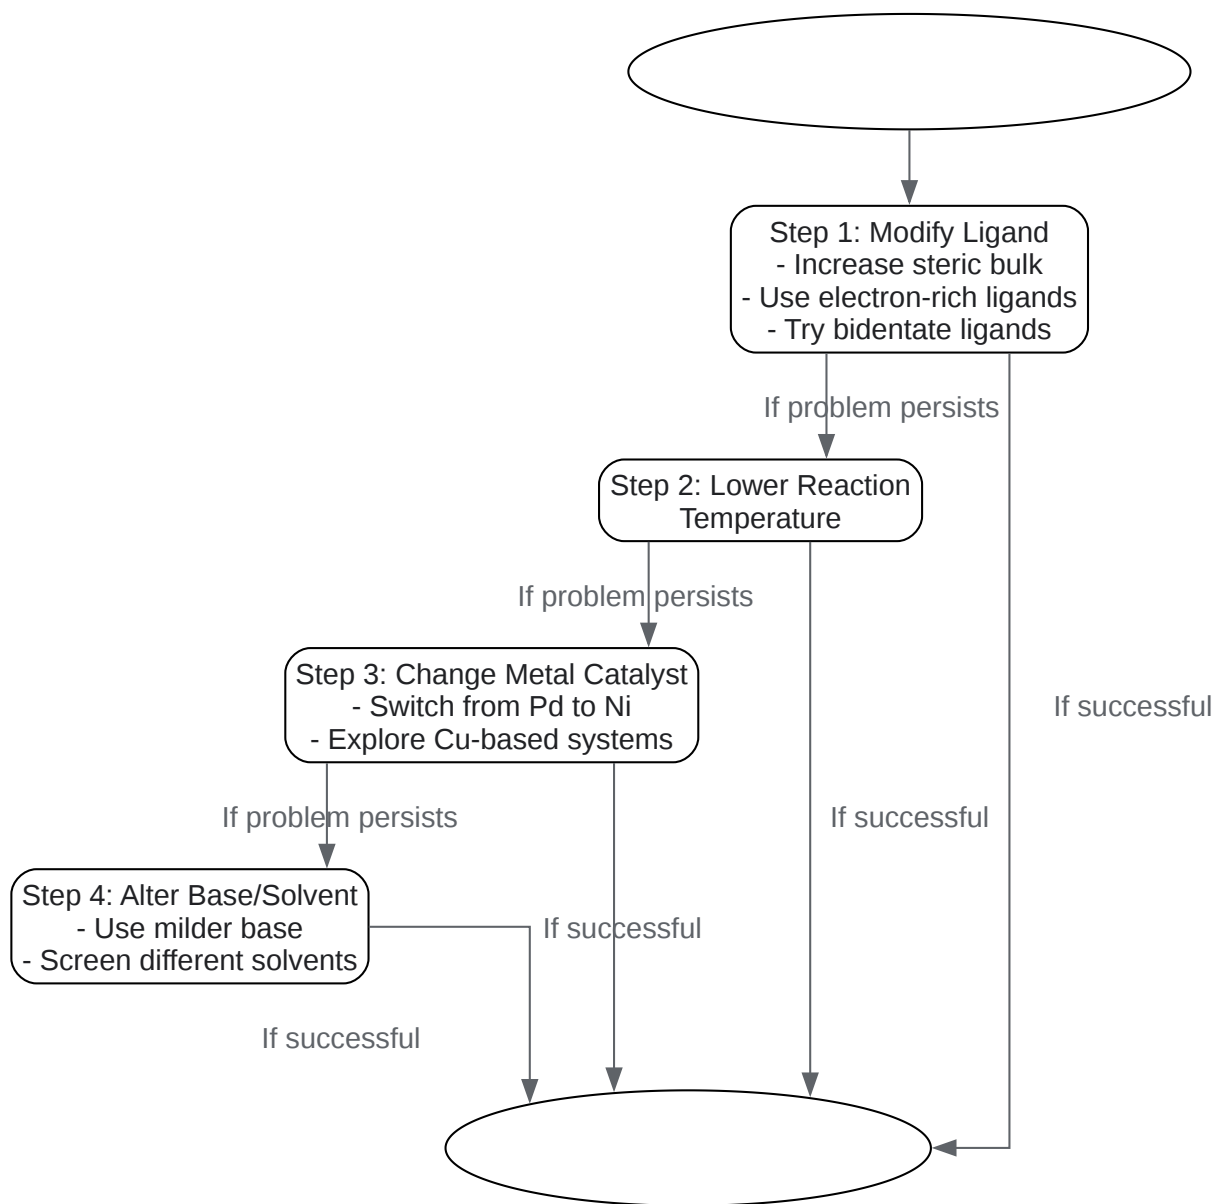 Step 1: Modify Ligand
- Increase steric bulk
- Use electron-rich ligands
- Try bidentate ligands
If problem persists
Step 2: Lower Reaction
Temperature
If problem persists
Step 3: Change Metal Catalyst
- Switch from Pd to Ni
- Explore Cu-based systems
If successful
If problem persists
If successful
Step 4: Alter Base/Solvent
- Use milder base
- Screen different solvents
If successful
If successful